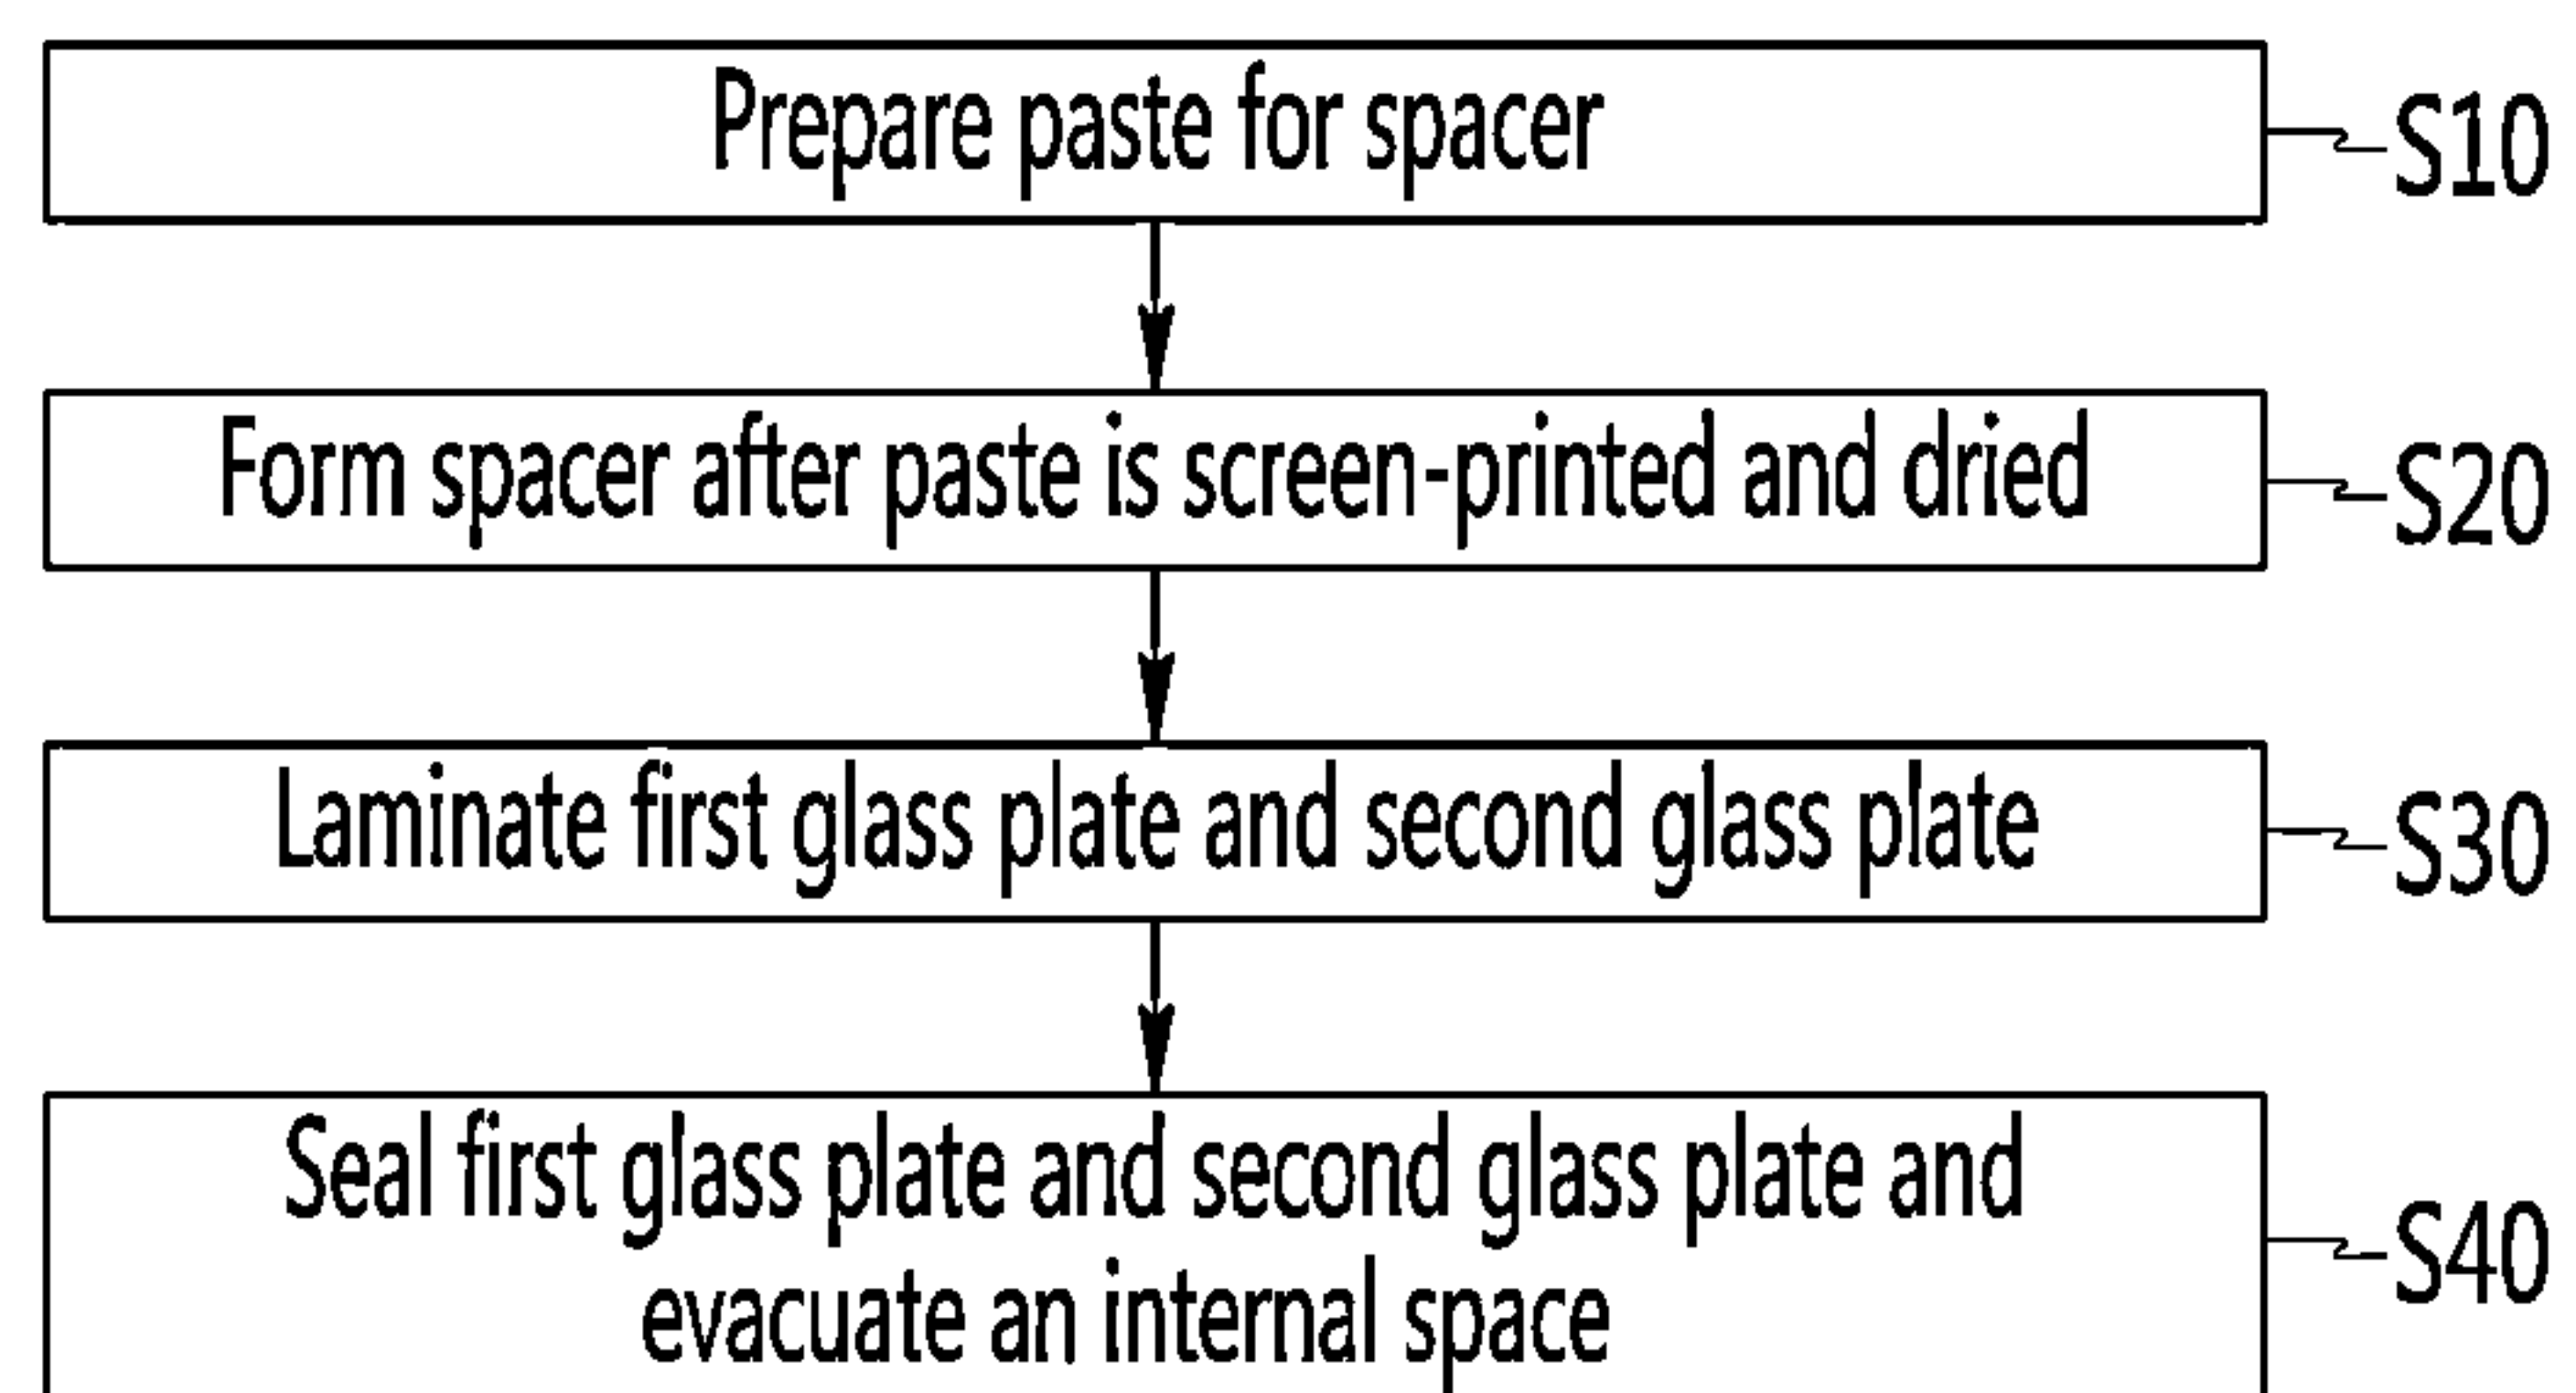 Prepare paste for spacer
S10
Form spacer after paste is screen-printed and dried
S20
Laminate first glass plate and second glass plate
S30
Seal first glass plate and second glass plate and
evacuate an internal space
S40